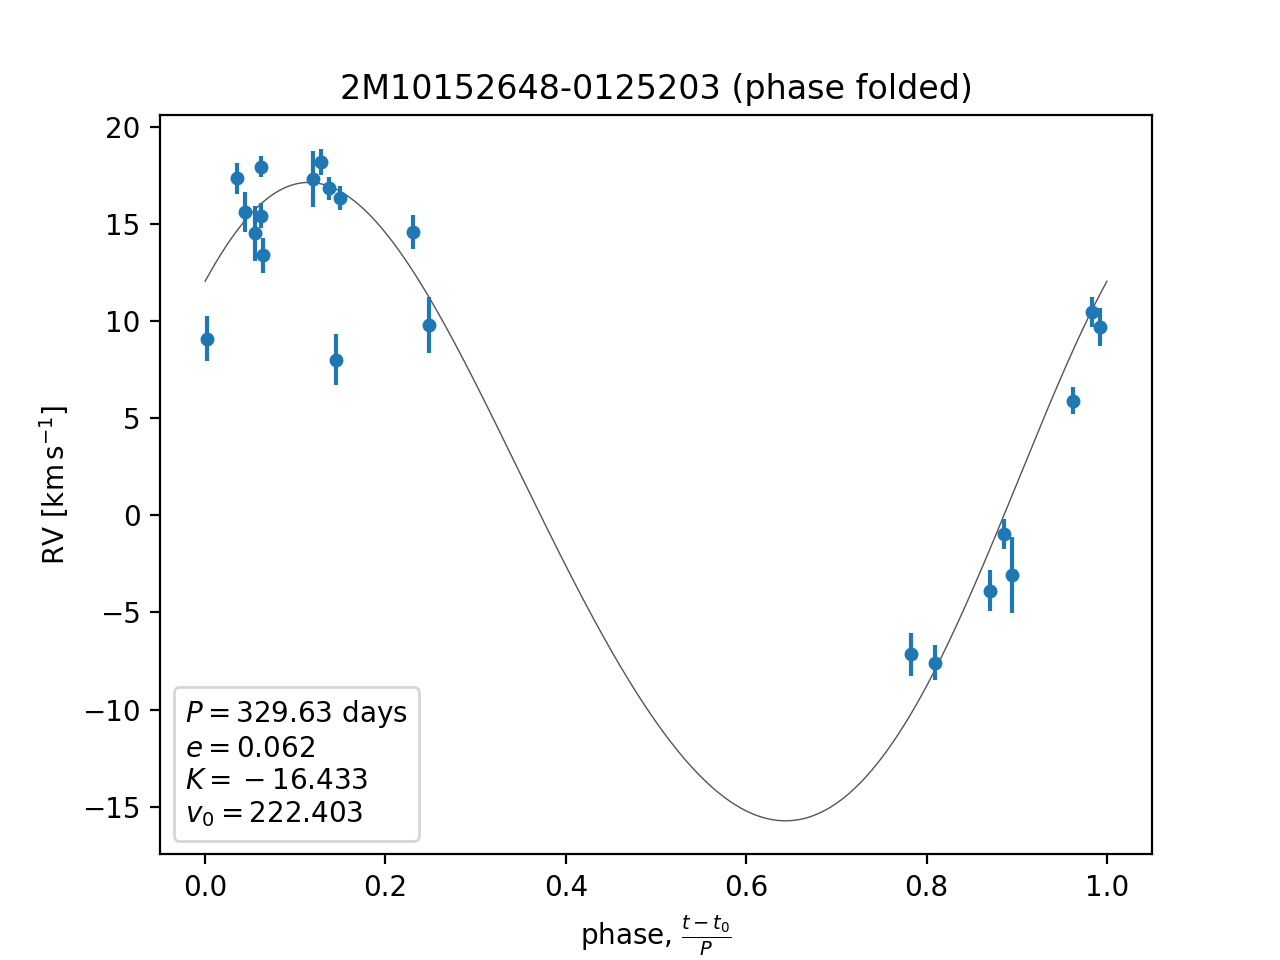 2M10152648-0125203 (phase folded)
20
15
10
5
0
−5
−10
−15
RV [km s⁻¹]
P = 329.63 days
e = 0.062
K = −16.433
v₀ = 222.403
0.0 0.2 0.4 0.6 0.8 1.0
phase, (t − t₀)/P